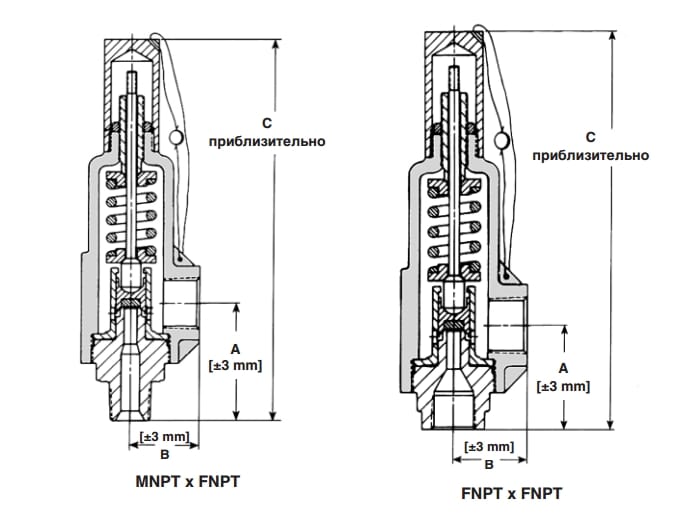 C
приблизительно
A
[±3 mm]
[±3 mm]
B
MNPT x FNPT
C
приблизительно
A
[±3 mm]
[±3 mm]
B
FNPT x FNPT